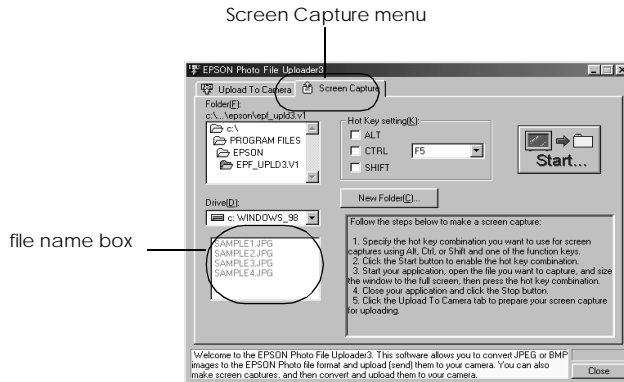 Screen Capture menu
EPSON Photo File Uploader3
Upload To Camera
Screen Capture
Folder(F):
c:\...\epson\epf_upld3.v1
c:\
PROGRAM FILES
EPSON
EPF_UPLD3.V1
Hot Key setting(K):
ALT
CTRL
F5
SHIFT
Start...
Drive(D):
c: WINDOWS_98
New Folder(C)...
file name box
SAMPLE1.JPG
SAMPLE2.JPG
SAMPLE3.JPG
SAMPLE4.JPG
Follow the steps below to make a screen capture:
1. Specify the hot key combination you want to use for screen
captures using Alt, Ctrl, or Shift and one of the function keys.
2. Click the Start button to enable the hot key combination.
3. Start your application, open the file you want to capture, and size
the window to the full screen, then press the hot key combination.
4. Close your application and click the Stop button.
5. Click the Upload To Camera tab to prepare your screen capture
for uploading.
Welcome to the EPSON Photo File Uploader3. This software allows you to convert JPEG or BMP
images to the EPSON Photo file format and upload (send) them to your camera. You can also
make screen captures, and then convert and upload them to your camera.
Close